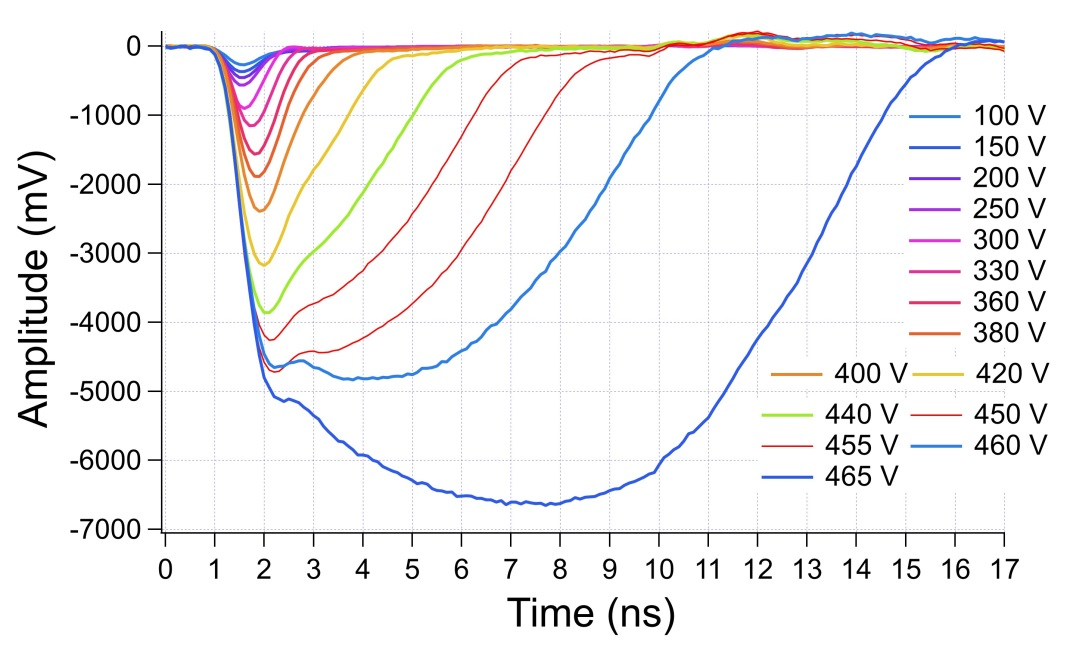 0
-1000
-2000
-3000
-4000
-5000
-6000
-7000
Amplitude (mV)
100 V
150 V
200 V
250 V
300 V
330 V
360 V
380 V
400 V 420 V
440 V 450 V
455 V 460 V
465 V
0 1 2 3 4 5 6 7 8 9 10 11 12 13 14 15 16 17
Time (ns)